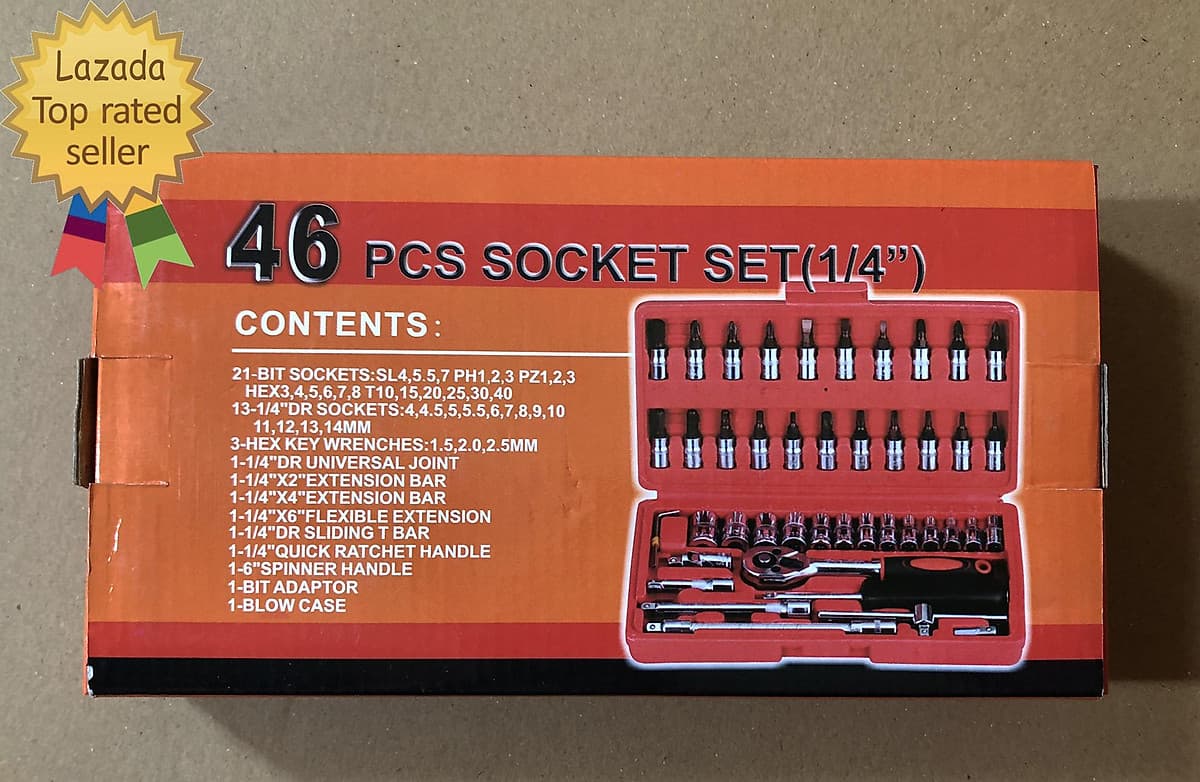 Lazada
Top rated
seller
46 PCS SOCKET SET(1/4”)
CONTENTS:
21-BIT SOCKETS:SL4,5.5,7 PH1,2,3 PZ1,2,3
HEX3,4,5,6,7,8 T10,15,20,25,30,40
13-1/4"DR SOCKETS:4,4.5,5,5.5,6,7,8,9,10
11,12,13,14MM
3-HEX KEY WRENCHES:1.5,2.0,2.5MM
1-1/4"DR UNIVERSAL JOINT
1-1/4"X2"EXTENSION BAR
1-1/4"X4"EXTENSION BAR
1-1/4"X6"FLEXIBLE EXTENSION
1-1/4"DR SLIDING T BAR
1-1/4"QUICK RATCHET HANDLE
1-6"SPINNER HANDLE
1-BIT ADAPTOR
1-BLOW CASE